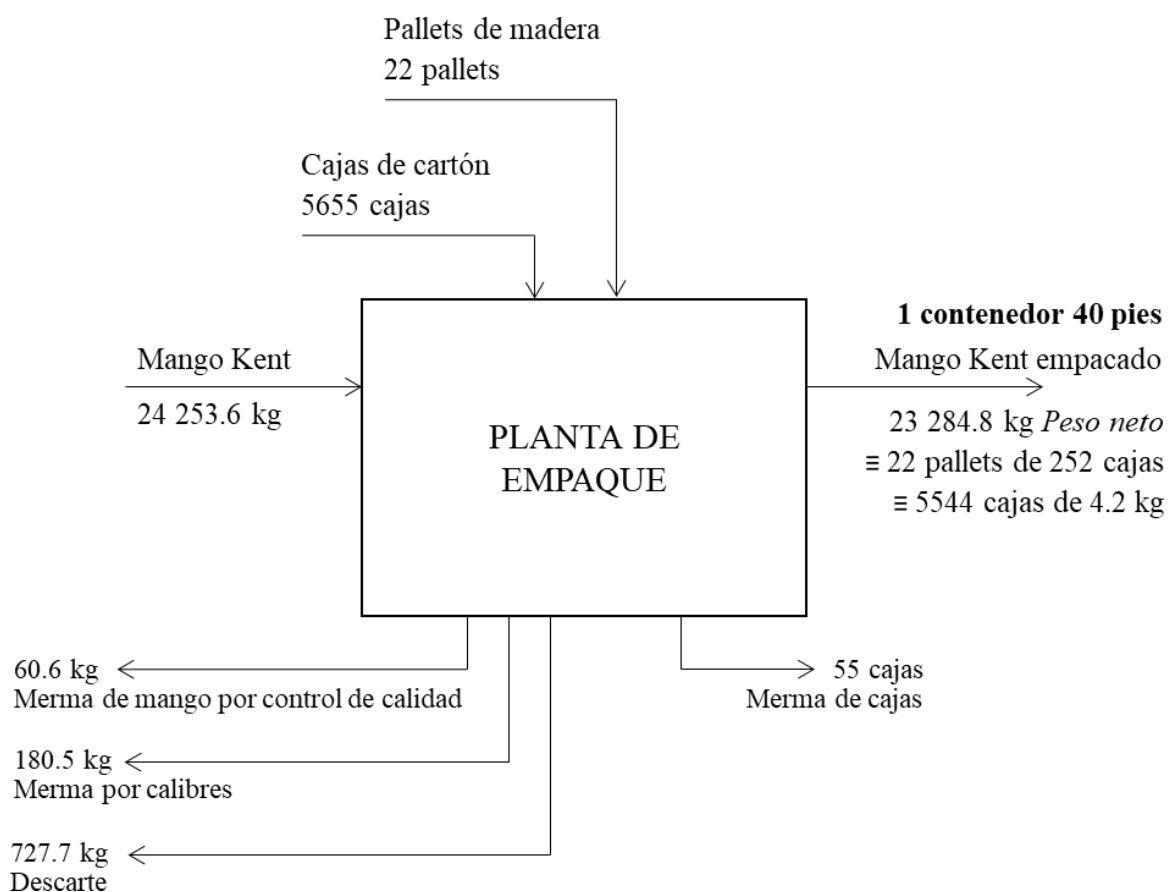 Pallets de madera
22 pallets
Cajas de cartón
5655 cajas
1 contenedor 40 pies
Mango Kent
Mango Kent empacado
24 253.6 kg
23 284.8 kg Peso neto
≡ 22 pallets de 252 cajas
≡ 5544 cajas de 4.2 kg
PLANTA DE
EMPAQUE
60.6 kg
Merma de mango por control de calidad
55 cajas
Merma de cajas
180.5 kg
Merma por calibres
727.7 kg
Descarte